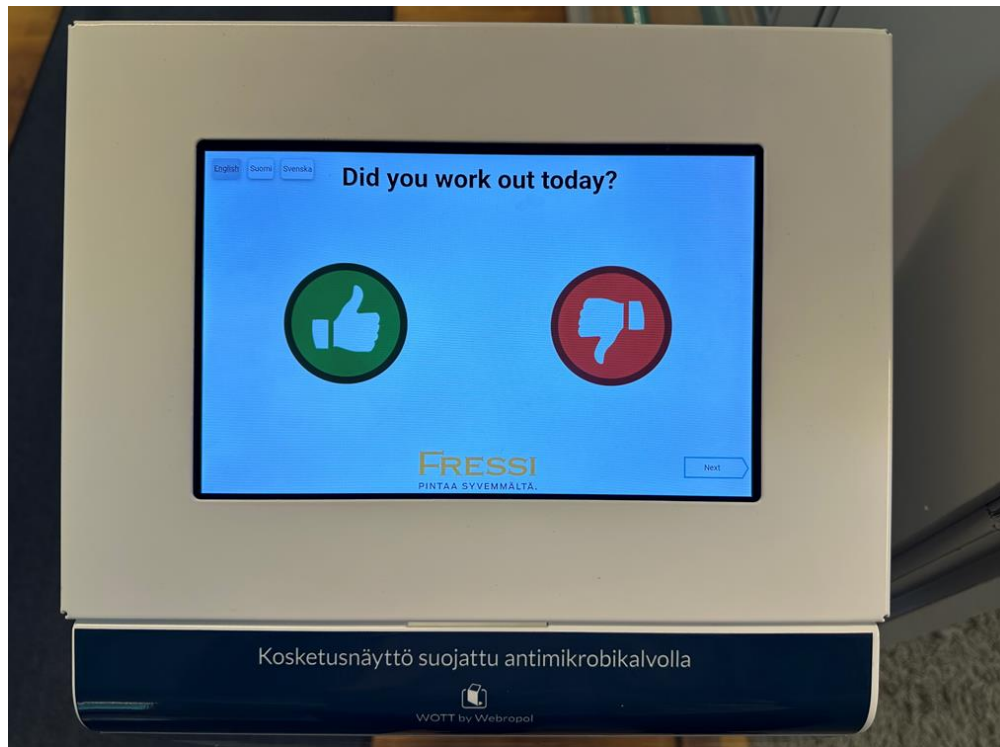 English Suomi Svenska
Did you work out today?
FRESSI
PINTAA SYVEMMÄLTÄ.
Next
Kosketusnäyttö suojattu antimikrobikalvolla
WOTT by Webropol